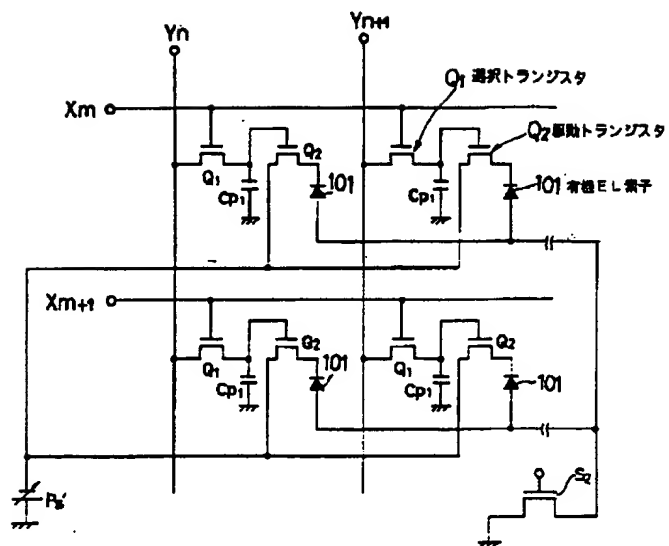 Yn
Yn+1
Q1 選択トランジスタ
Xm
Q2 駆動トランジスタ
Q1
Cp1
Q2
101
Cp1
101 有機EL素子
Xm+1
Q1
Cp1
Q2
101
Q1
Cp1
Q2
101
S2